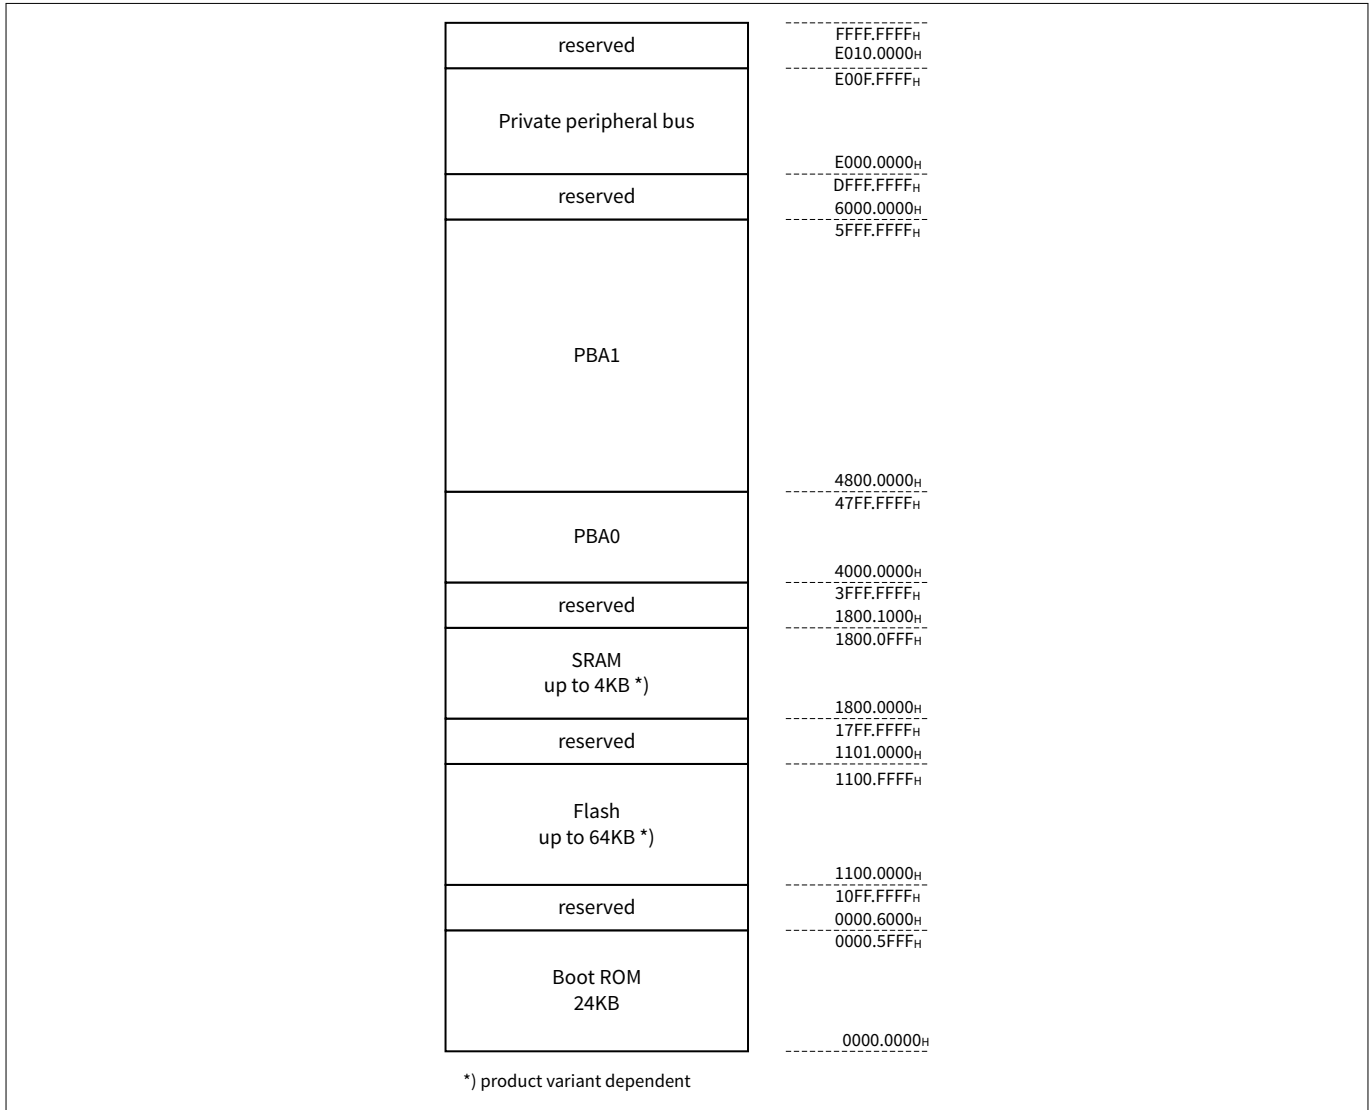 reserved
FFFF.FFFFH
E010.0000H
E00F.FFFFH
Private peripheral bus
E000.0000H
DFFF.FFFFH
reserved
6000.0000H
5FFF.FFFFH
PBA1
4800.0000H
47FF.FFFFH
PBA0
4000.0000H
3FFF.FFFFH
reserved
1800.1000H
1800.0FFFH
SRAM
up to 4KB *)
1800.0000H
17FF.FFFFH
reserved
1101.0000H
1100.FFFFH
Flash
up to 64KB *)
1100.0000H
10FF.FFFFH
reserved
0000.6000H
0000.5FFFH
Boot ROM
24KB
0000.0000H
*) product variant dependent